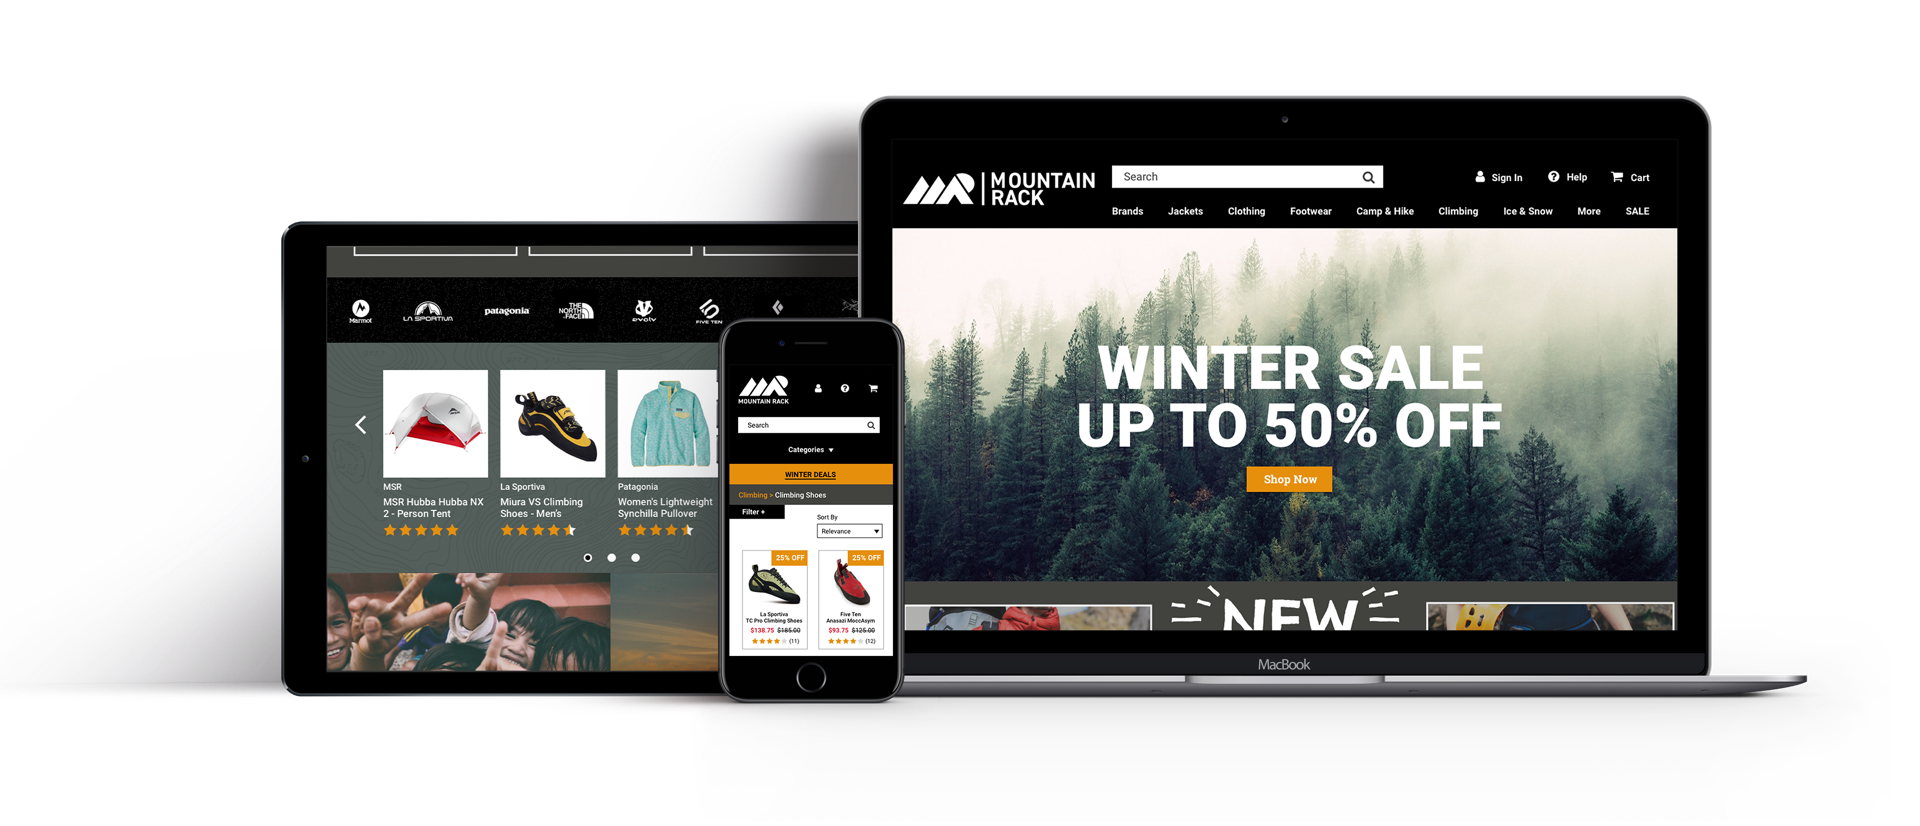 Marmot
LA SPORTIVA
patagonia
THE
NORTH
FACE
evolv
FIVE TEN
MSR
MSR Hubba Hubba NX
2 - Person Tent
La Sportiva
Miura VS Climbing
Shoes - Men's
Patagonia
Women's Lightweight
Synchilla Pullover
MOUNTAIN RACK
Search
Categories
WINTER DEALS
Climbing > Climbing Shoes
Filter +
Sort By
Relevance
25% OFF
La Sportiva
TC Pro Climbing Shoes
$138.75 $185.00
(11)
25% OFF
Five Ten
Anasazi MoccAsym
$93.75 $125.00
(12)
MOUNTAIN
RACK
Search
Sign In Help Cart
Brands Jackets Clothing Footwear Camp & Hike Climbing Ice & Snow More SALE
WINTER SALE
UP TO 50% OFF
Shop Now
NEW
MacBook